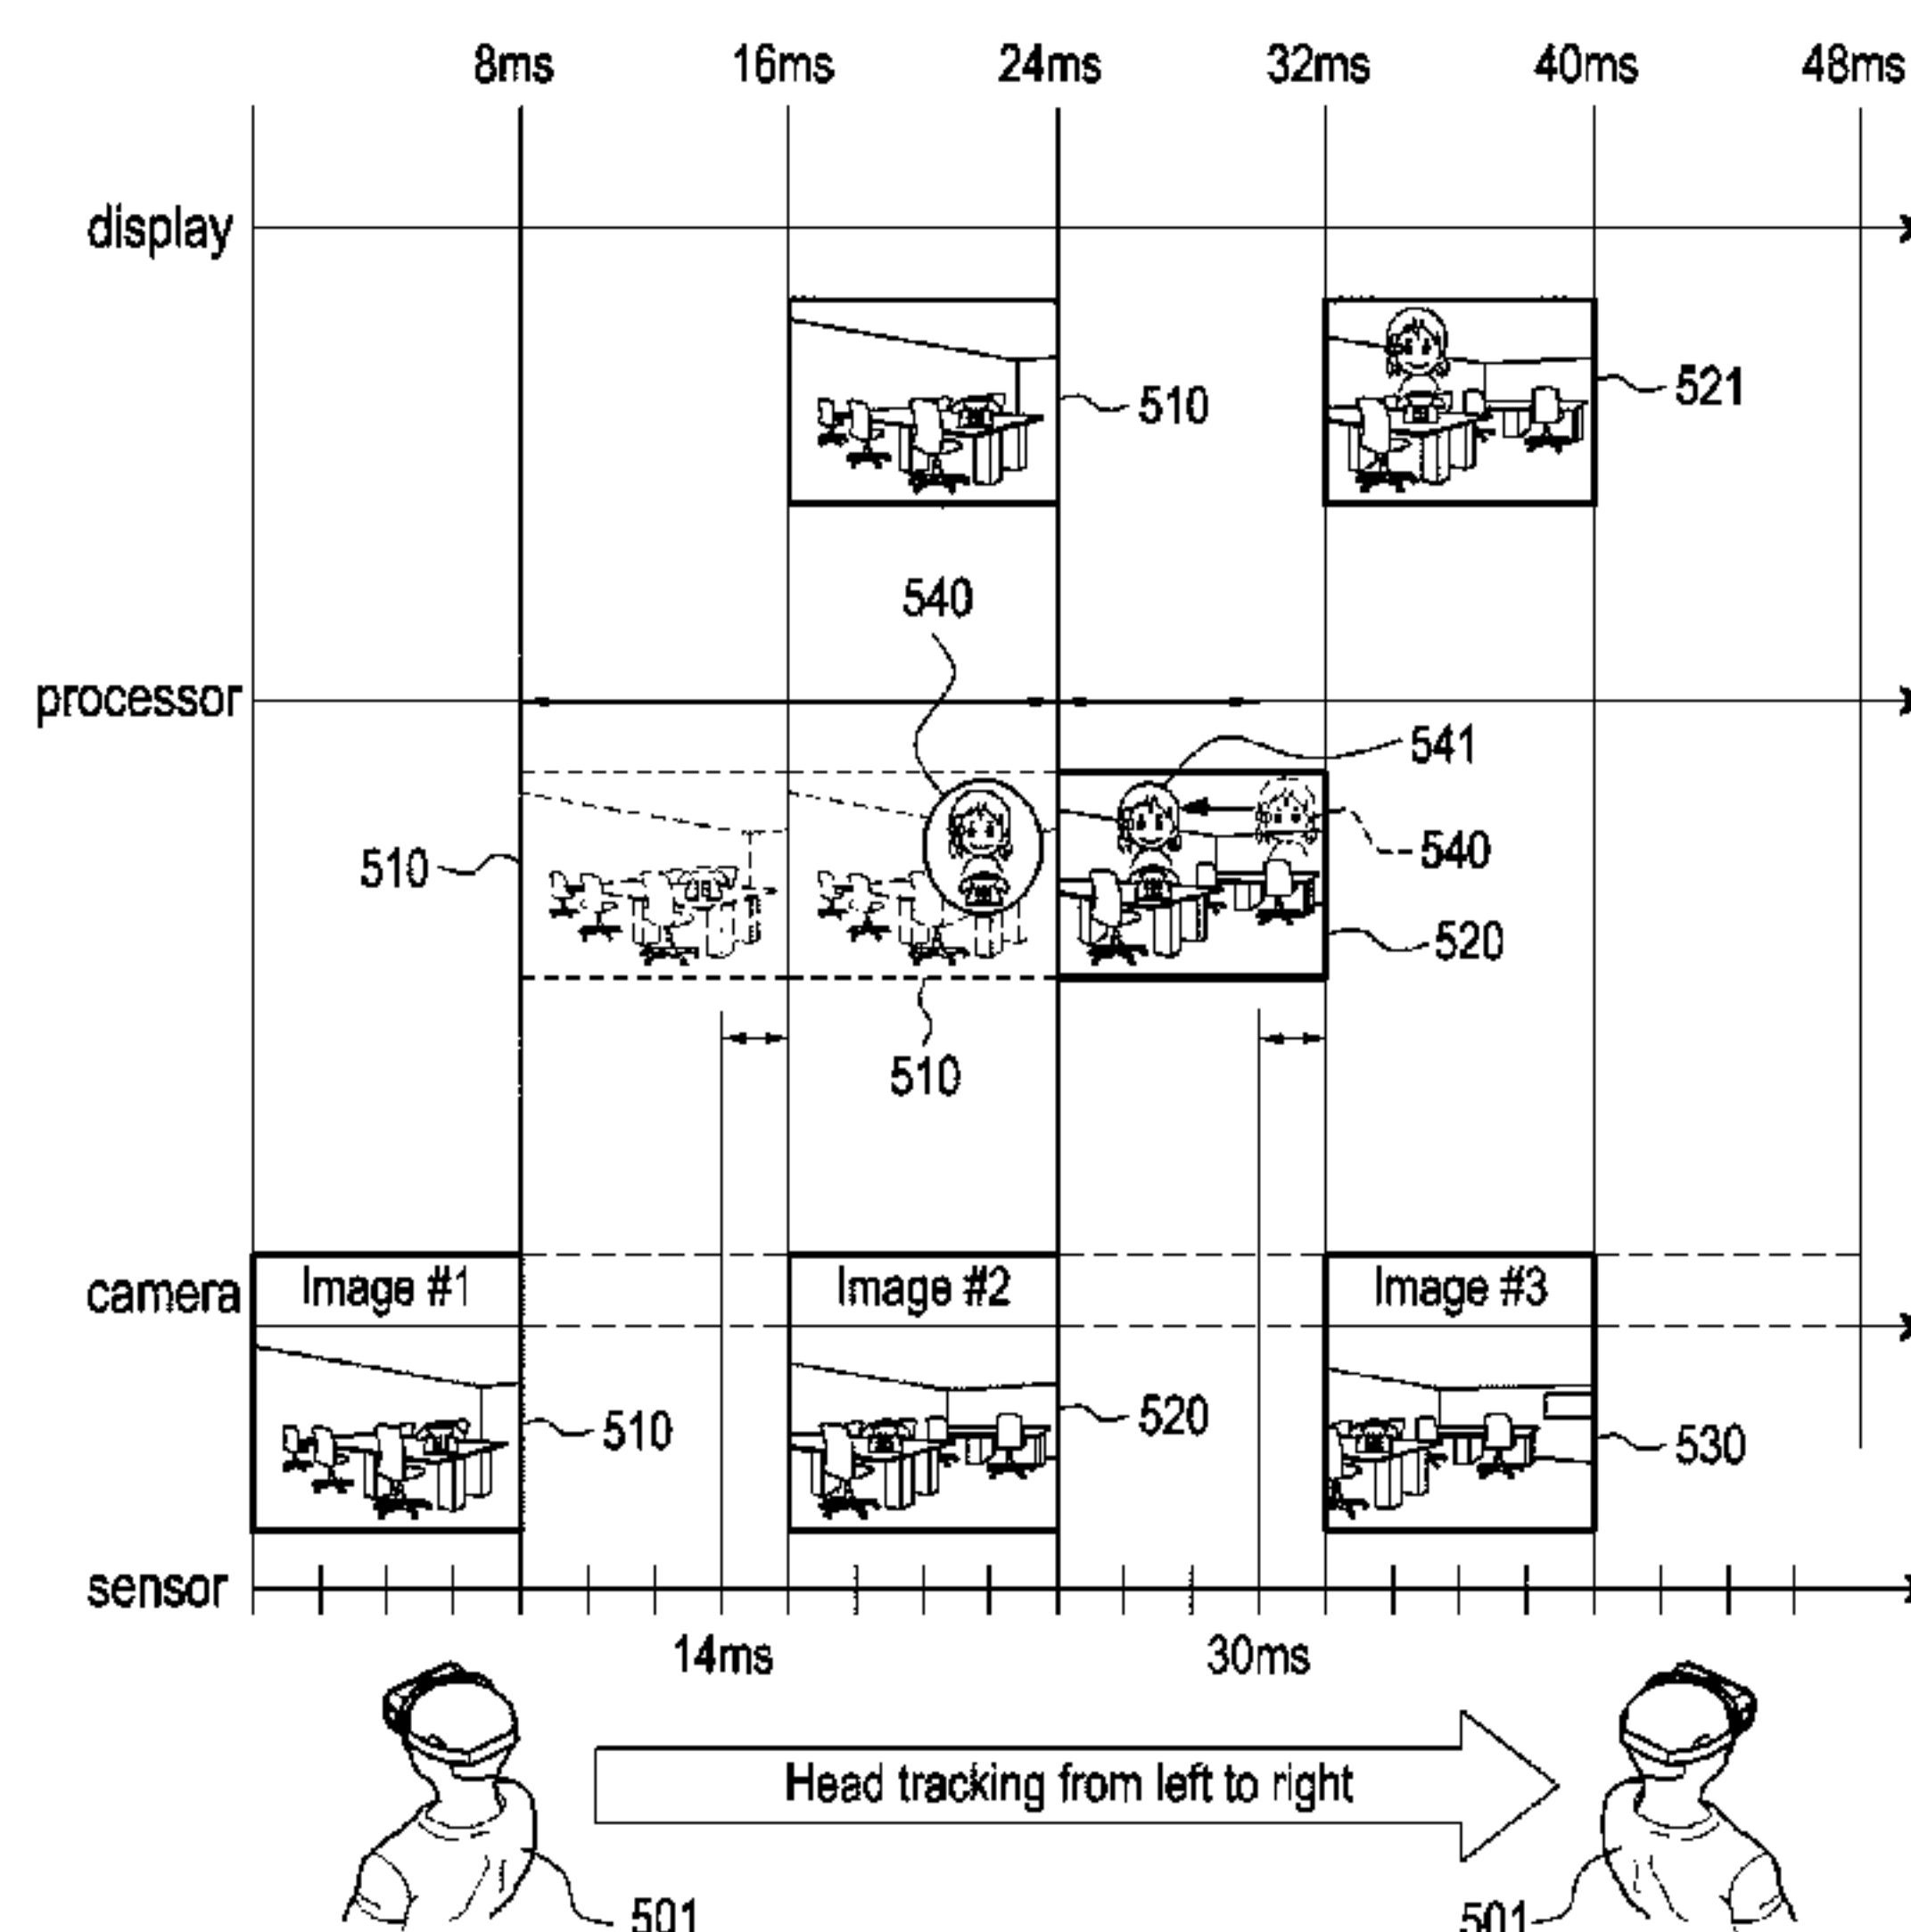 8ms 16ms 24ms 32ms 40ms 48ms
display
510
521
540
processor
541
510
540
520
510
camera
Image #1 Image #2 Image #3
510
520
530
sensor
14ms 30ms
Head tracking from left to right
501
501